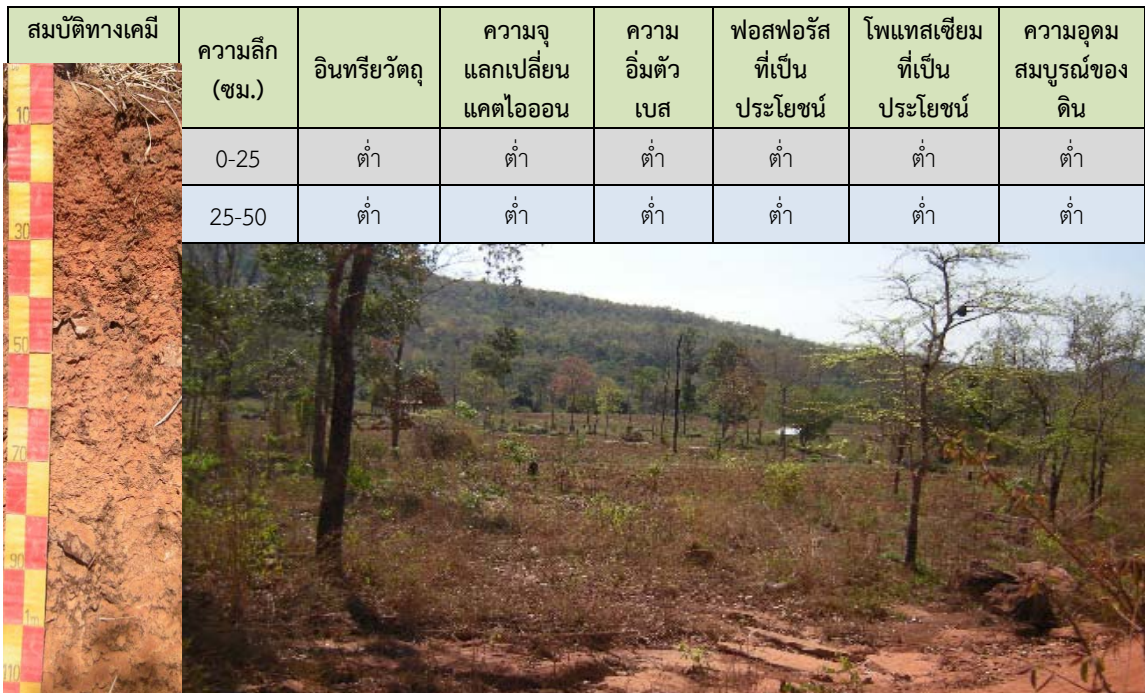 สมบัติทางเคมี
ความลึก
(ซม.)
อินทรียวัตถุ
ความจุ
แลกเปลี่ยน
แคตไอออน
ความ
อิ่มตัว
เบส
ฟอสฟอรัส
ที่เป็น
ประโยชน์
โพแทสเซียม
ที่เป็น
ประโยชน์
ความอุดม
สมบูรณ์ของ
ดิน
0-25 ต่ำ ต่ำ ต่ำ ต่ำ ต่ำ ต่ำ
25-50 ต่ำ ต่ำ ต่ำ ต่ำ ต่ำ ต่ำ
10
30
50
70
90
1m
110